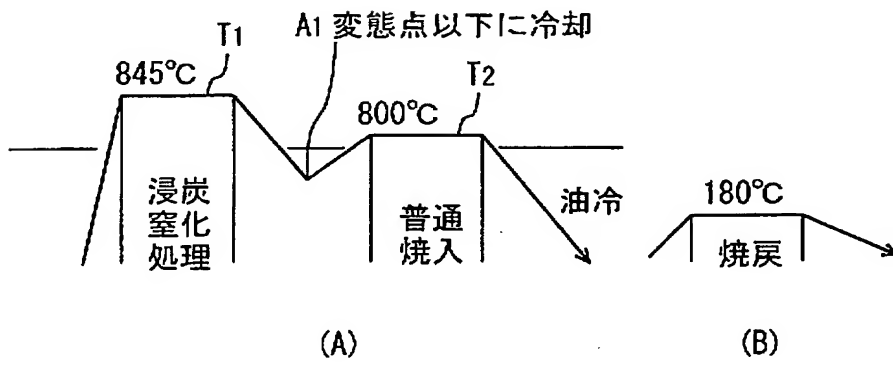 A1 変態点以下に冷却
T1
845℃
T2
800℃
浸炭
窒化
処理
普通
焼入
油冷
180℃
焼戻
(A)
(B)